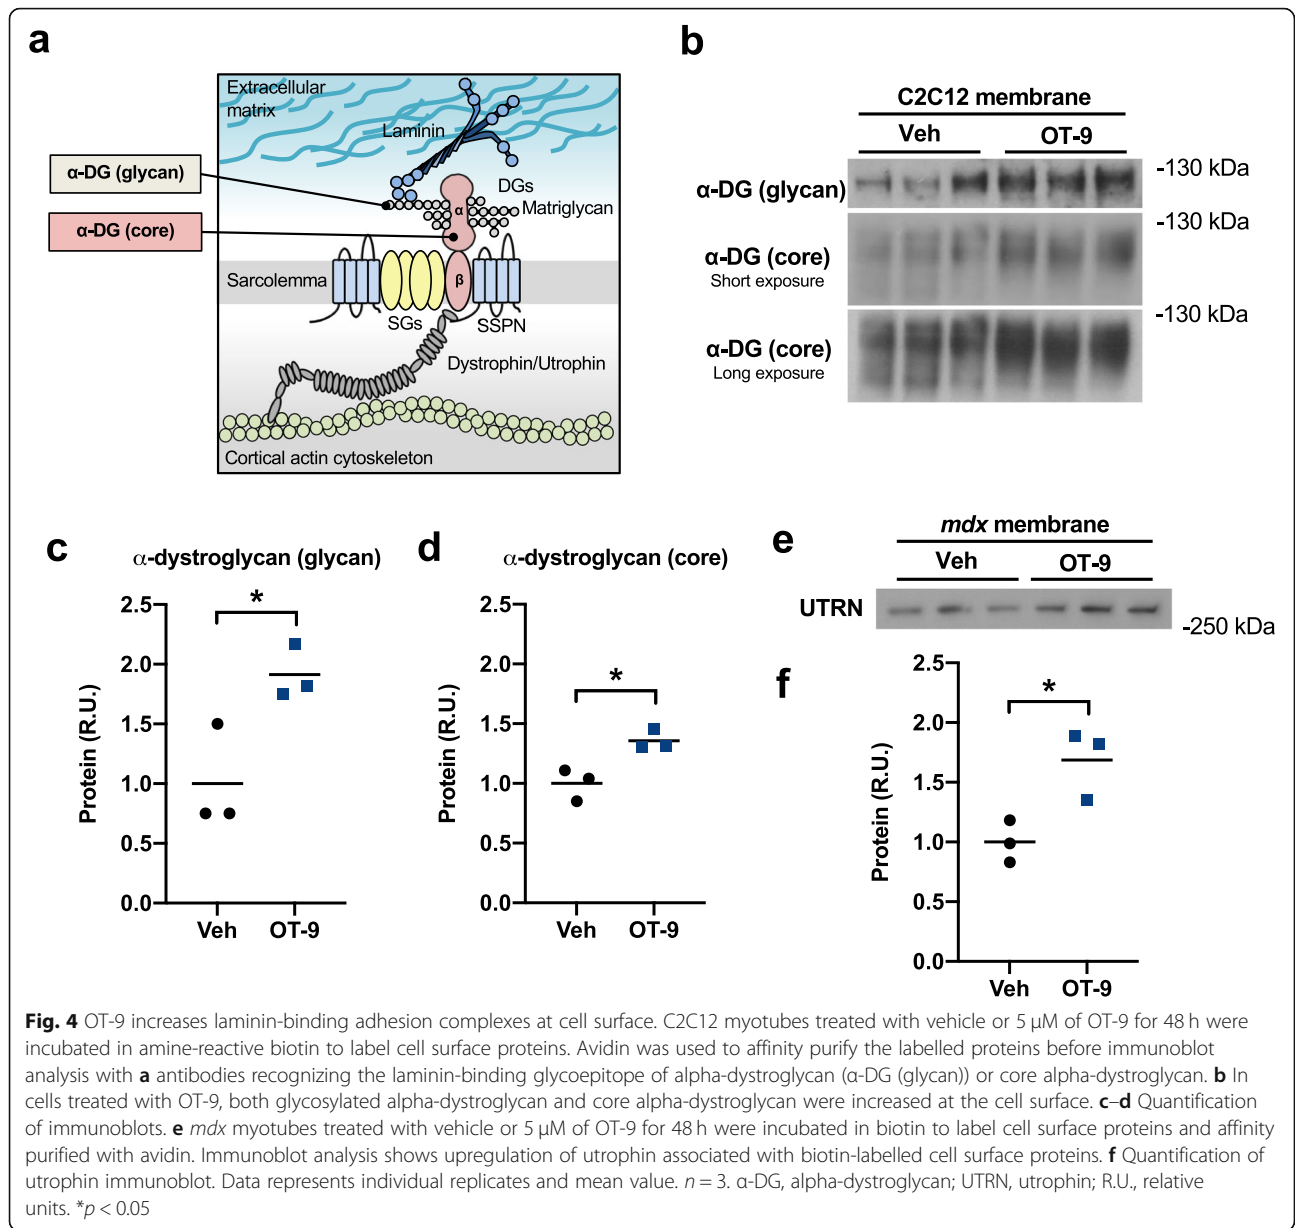 a
Extracellular
matrix
Laminin
α-DG (glycan)
DGs
Matriglycan
α
α-DG (core)
Sarcolemma
β
SGs
SSPN
Dystrophin/Utrophin
Cortical actin cytoskeleton
b
C2C12 membrane
Veh OT-9
α-DG (glycan)
-130 kDa
-130 kDa
α-DG (core)
Short exposure
-130 kDa
α-DG (core)
Long exposure
c
α-dystroglycan (glycan)
*
2.5
2.0
1.5
1.0
0.5
0.0
Protein (R.U.)
Veh OT-9
d
α-dystroglycan (core)
*
2.5
2.0
1.5
1.0
0.5
0.0
Protein (R.U.)
Veh OT-9
e
mdx membrane
Veh OT-9
UTRN
-250 kDa
f
*
2.5
2.0
1.5
1.0
0.5
0.0
Protein (R.U.)
Veh OT-9
Fig. 4 OT-9 increases laminin-binding adhesion complexes at cell surface. C2C12 myotubes treated with vehicle or 5 μM of OT-9 for 48 h were
incubated in amine-reactive biotin to label cell surface proteins. Avidin was used to affinity purify the labelled proteins before immunoblot
analysis with a antibodies recognizing the laminin-binding glycoepitope of alpha-dystroglycan (α-DG (glycan)) or core alpha-dystroglycan. b In
cells treated with OT-9, both glycosylated alpha-dystroglycan and core alpha-dystroglycan were increased at the cell surface. c–d Quantification
of immunoblots. e mdx myotubes treated with vehicle or 5 μM of OT-9 for 48 h were incubated in biotin to label cell surface proteins and affinity
purified with avidin. Immunoblot analysis shows upregulation of utrophin associated with biotin-labelled cell surface proteins. f Quantification of
utrophin immunoblot. Data represents individual replicates and mean value. n = 3. α-DG, alpha-dystroglycan; UTRN, utrophin; R.U., relative
units. *p < 0.05